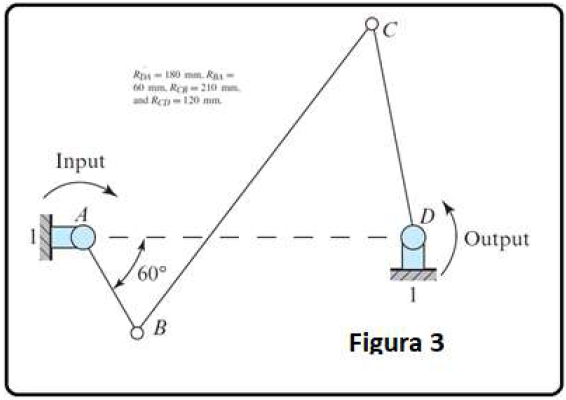 C
R_DA = 180 mm, R_BA =
60 mm, R_CB = 210 mm,
and R_CD = 120 mm.
Input
A
D
1
60°
Output
1
B
Figura 3